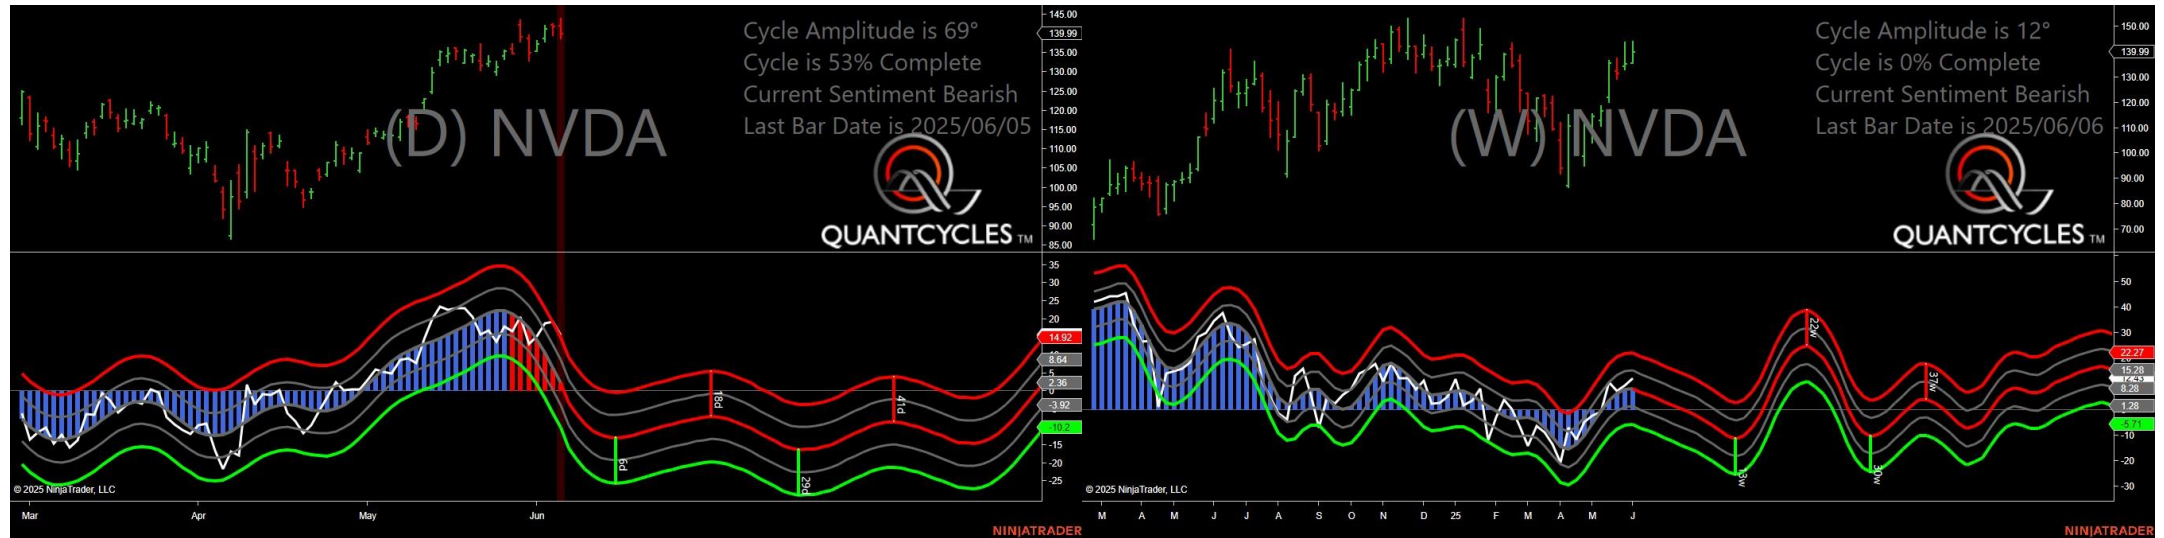 Cycle Amplitude is 69°
Cycle is 53% Complete
Current Sentiment Bearish
Last Bar Date is 2025/06/05
(D) NVDA
QUANTCYCLES TM
145.00
139.99
135.00
130.00
125.00
120.00
115.00
110.00
105.00
100.00
95.00
90.00
85.00
35
30
25
20
14.92
8.64
5
2.36
0
-3.92
-10.2
-15
-20
-25
6d
18d
29d
41d
© 2025 NinjaTrader, LLC
Mar Apr May Jun
NINJATRADER
Cycle Amplitude is 12°
Cycle is 0% Complete
Current Sentiment Bearish
Last Bar Date is 2025/06/06
(W) NVDA
QUANTCYCLES TM
150.00
139.99
130.00
120.00
110.00
100.00
90.00
80.00
70.00
50
40
30
22.27
15.28
8.28
1.28
-5.71
-10
-20
-30
13w
22w
30w
37w
© 2025 NinjaTrader, LLC
M A M J J A S O N D 25 F M A M J
NINJATRADER